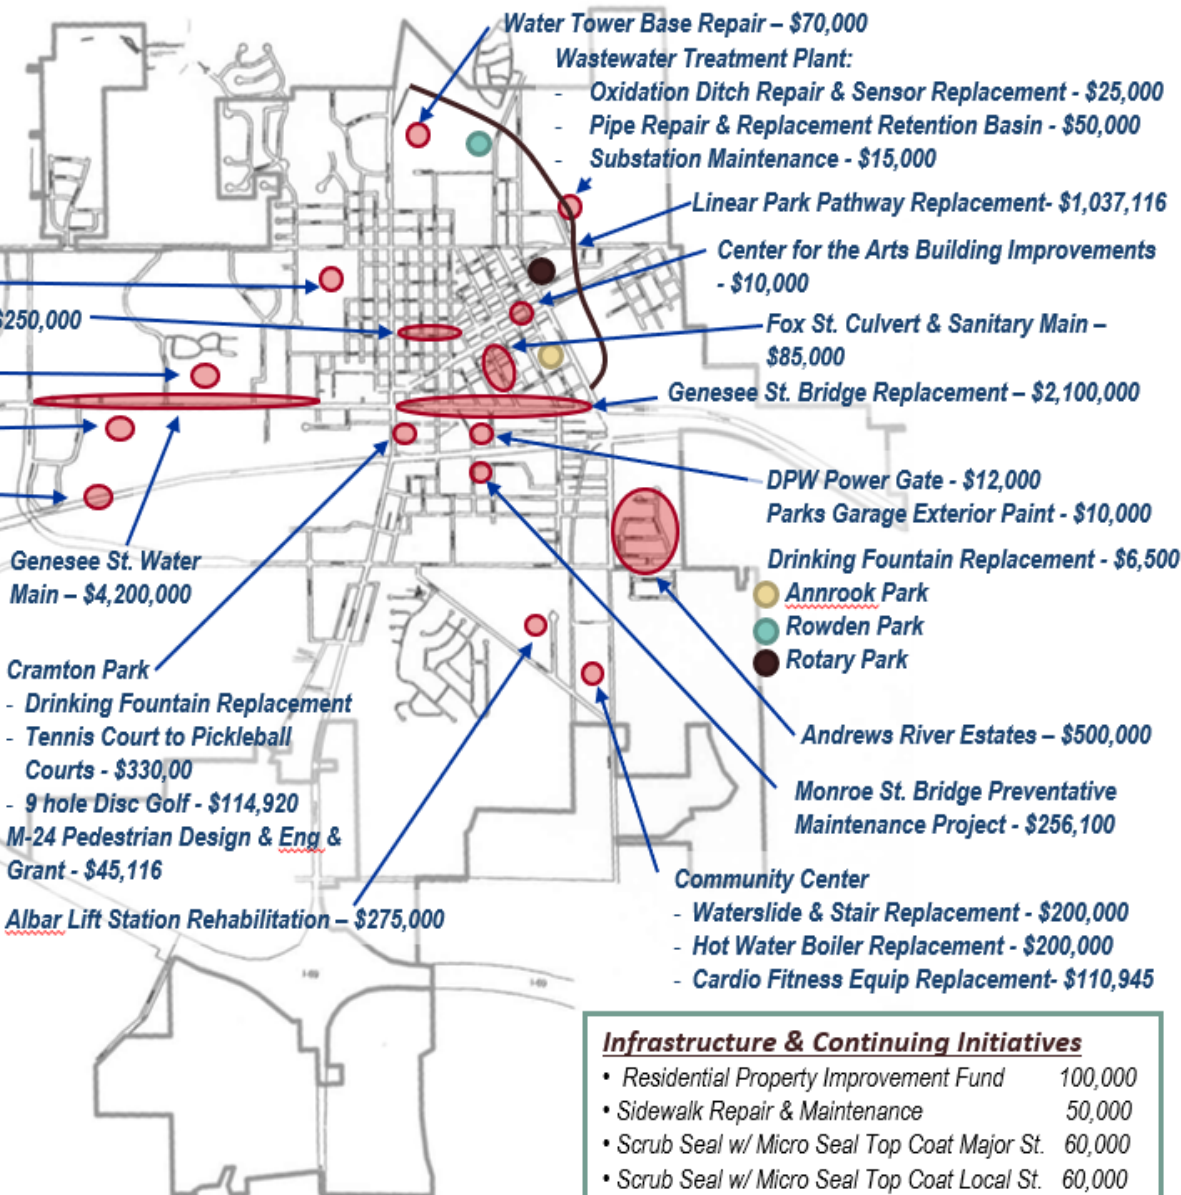 Water Tower Base Repair – $70,000
Wastewater Treatment Plant:
- Oxidation Ditch Repair & Sensor Replacement - $25,000
- Pipe Repair & Replacement Retention Basin - $50,000
- Substation Maintenance - $15,000
Linear Park Pathway Replacement- $1,037,116
Center for the Arts Building Improvements
- $10,000
$250,000
Fox St. Culvert & Sanitary Main –
$85,000
Genesee St. Bridge Replacement – $2,100,000
DPW Power Gate - $12,000
Parks Garage Exterior Paint - $10,000
Drinking Fountain Replacement - $6,500
Annrook Park
Rowden Park
Rotary Park
Genesee St. Water
Main – $4,200,000
Cramton Park
- Drinking Fountain Replacement
- Tennis Court to Pickleball
Courts - $330,00
- 9 hole Disc Golf - $114,920
M-24 Pedestrian Design & Eng &
Grant - $45,116
Albar Lift Station Rehabilitation – $275,000
Andrews River Estates – $500,000
Monroe St. Bridge Preventative
Maintenance Project - $256,100
Community Center
- Waterslide & Stair Replacement - $200,000
- Hot Water Boiler Replacement - $200,000
- Cardio Fitness Equip Replacement- $110,945
I-69
I-69
Infrastructure & Continuing Initiatives
• Residential Property Improvement Fund 100,000
• Sidewalk Repair & Maintenance 50,000
• Scrub Seal w/ Micro Seal Top Coat Major St. 60,000
• Scrub Seal w/ Micro Seal Top Coat Local St. 60,000